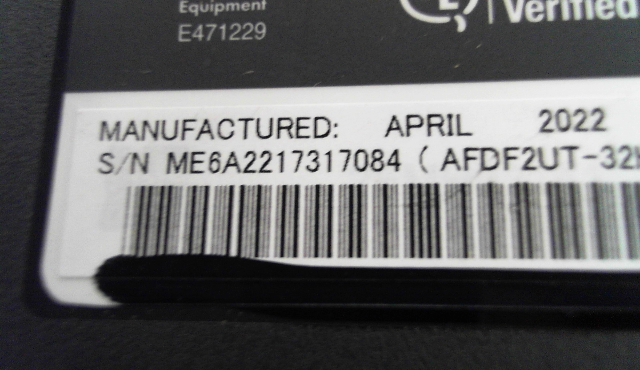 Equipment
E471229
Verified
MANUFACTURED: APRIL 2022
S/N ME6A2217317084 ( AFDF2UT-32